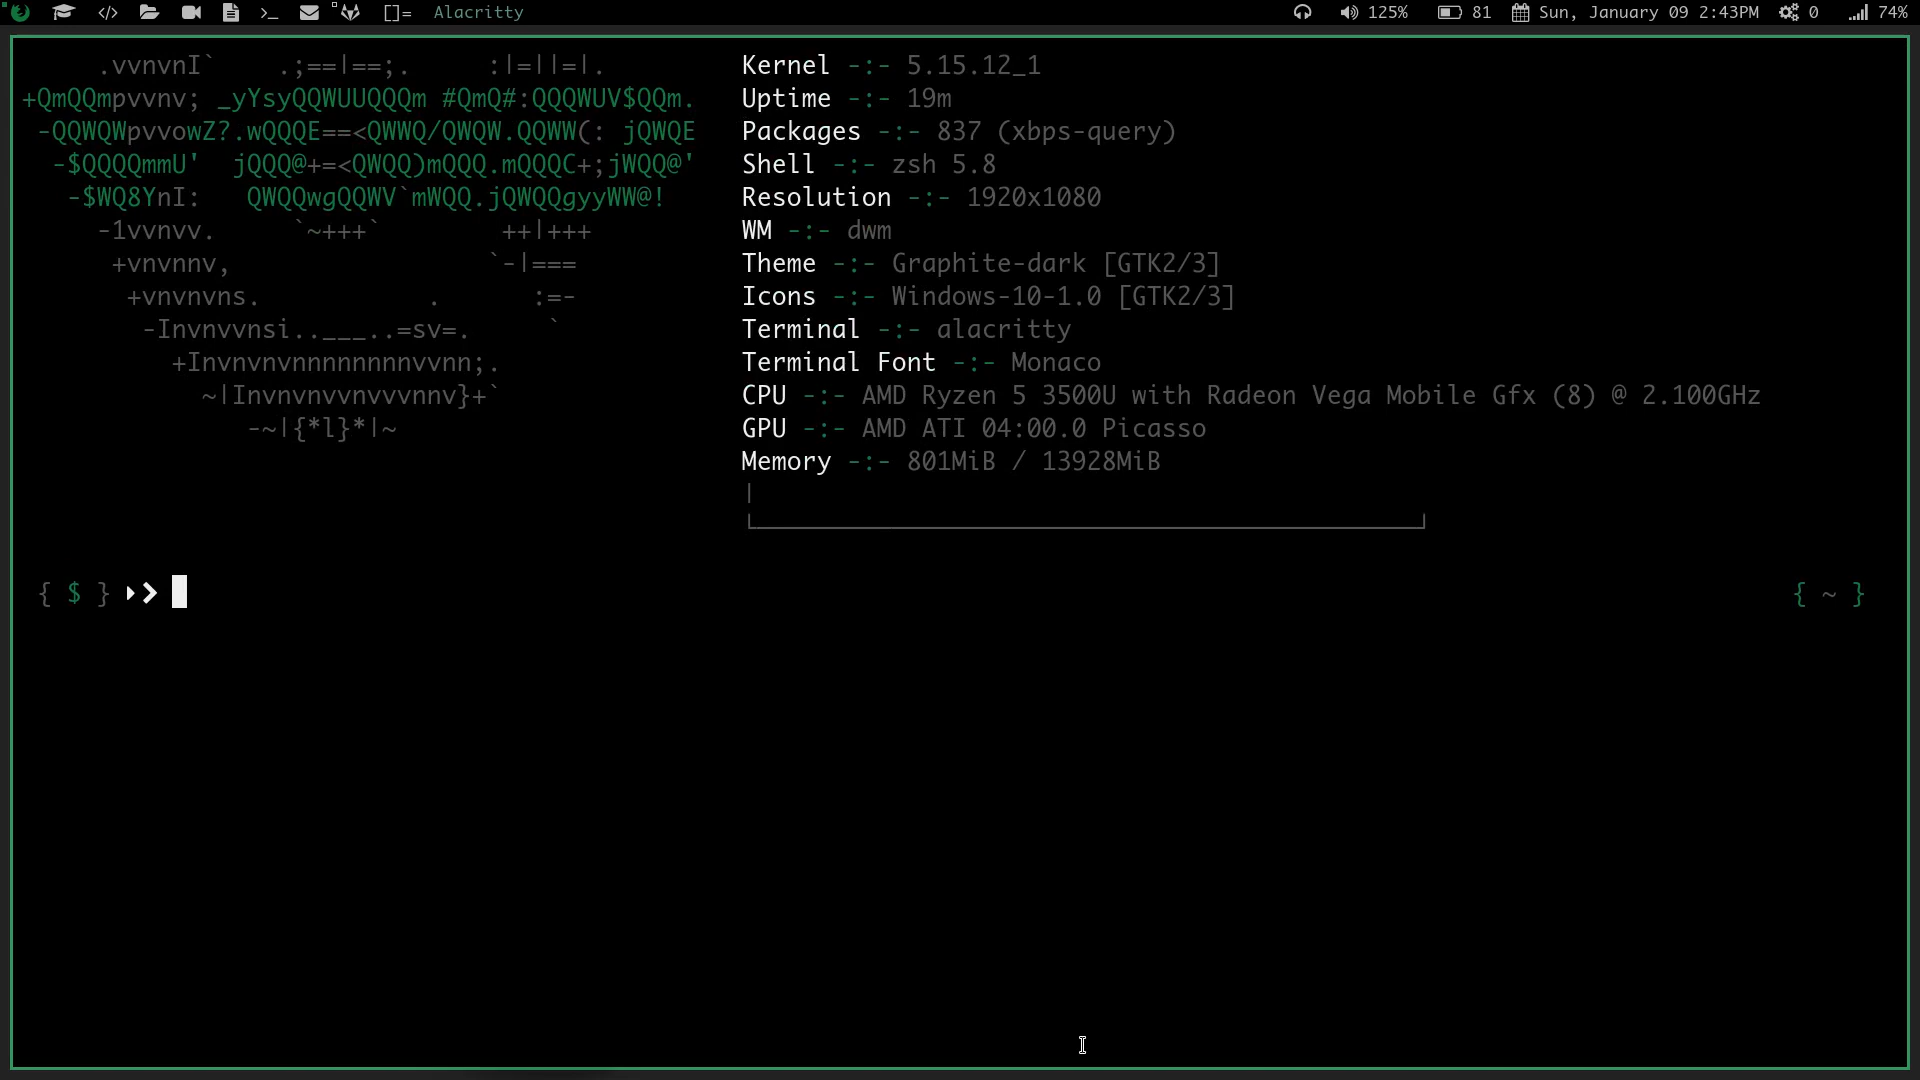 []= Alacritty 125% 81 Sun, January 09 2:43PM 0 74%
.vvnvnI`    .;==|==;.     :|=||=|.
+QmQQmpvvnv; _yYsyQQWUUQQQm #QmQ#:QQQWUV$QQm.
-QQWQWpvvowZ?.wQQQE==<QWWQ/QWQW.QQWW(: jQWQE
-$QQQQmmU'  jQQQ@+=<QWQQ)mQQQ.mQQQC+;jWQQ@'
-$WQ8YnI:   QWQQwgQQWV`mWQQ.jQWQQgyyWW@!
-1vvnvv.     `~+++`        ++|+++
+vnvnnv,                 `-|===
+vnvnvns.           .      :=-
-Invnvvnsi..___..=sv=.     `
+Invnvnvnnnnnnnnvvnn;.
~|Invnvnvvnvvvnnv}+`
-~|{*l}*|~
Kernel -:- 5.15.12_1
Uptime -:- 19m
Packages -:- 837 (xbps-query)
Shell -:- zsh 5.8
Resolution -:- 1920x1080
WM -:- dwm
Theme -:- Graphite-dark [GTK2/3]
Icons -:- Windows-10-1.0 [GTK2/3]
Terminal -:- alacritty
Terminal Font -:- Monaco
CPU -:- AMD Ryzen 5 3500U with Radeon Vega Mobile Gfx (8) @ 2.100GHz
GPU -:- AMD ATI 04:00.0 Picasso
Memory -:- 801MiB / 13928MiB
{ $ } { ~ }